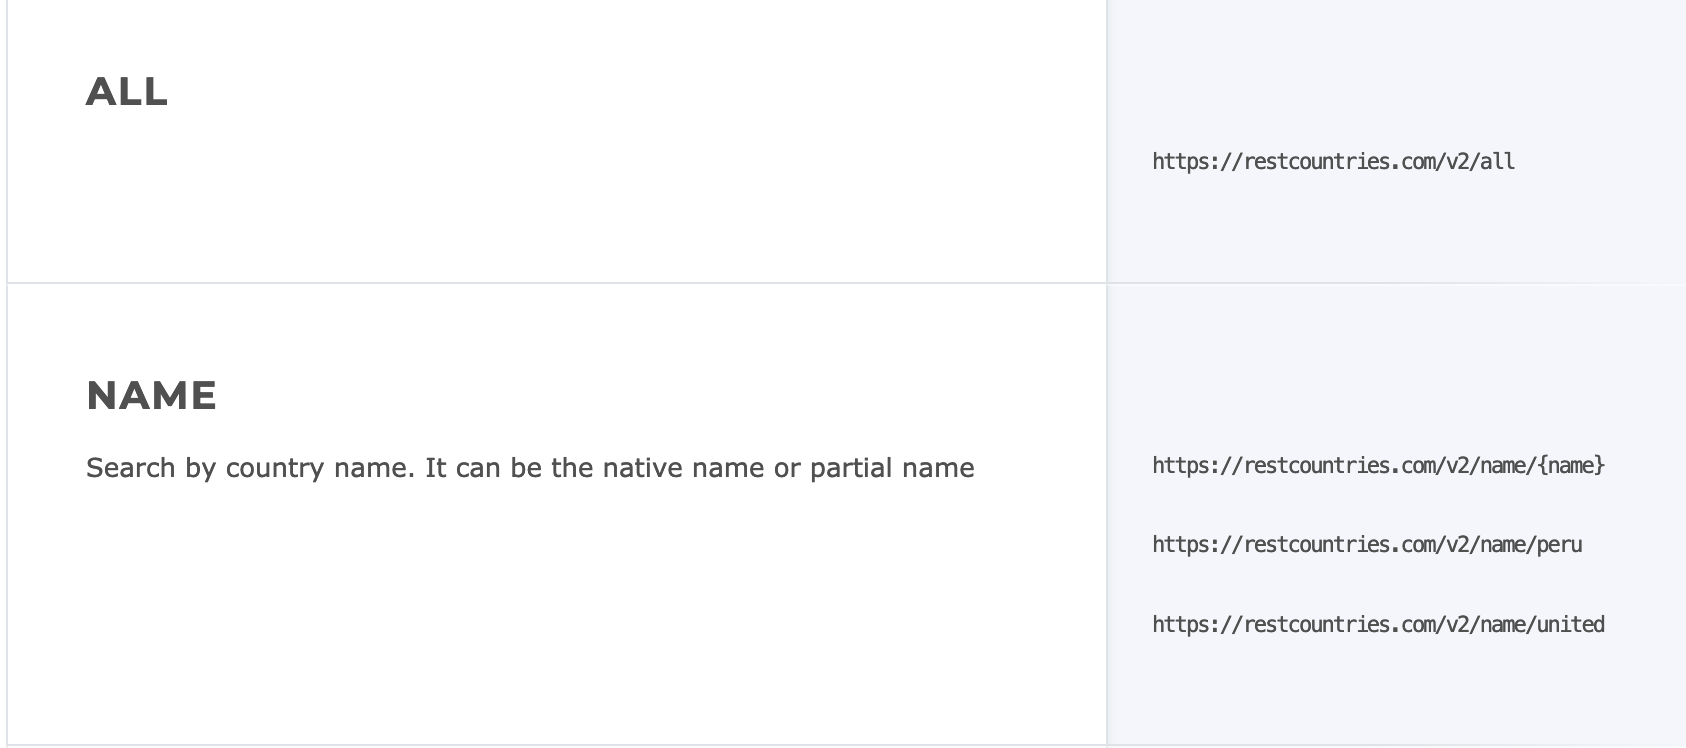 ALL
https://restcountries.com/v2/all
NAME
Search by country name. It can be the native name or partial name
https://restcountries.com/v2/name/{name}
https://restcountries.com/v2/name/peru
https://restcountries.com/v2/name/united